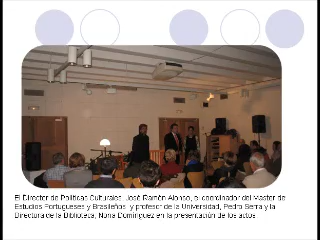 El Director de Políticas Culturales, José Ramón Alonso, el coordinador del Master de
Estudios Portugueses y Brasileños y profesor de la Universidad, Pedro Serra y la
Directora de la Biblioteca, Noria Domínguez en la presentación de los actos